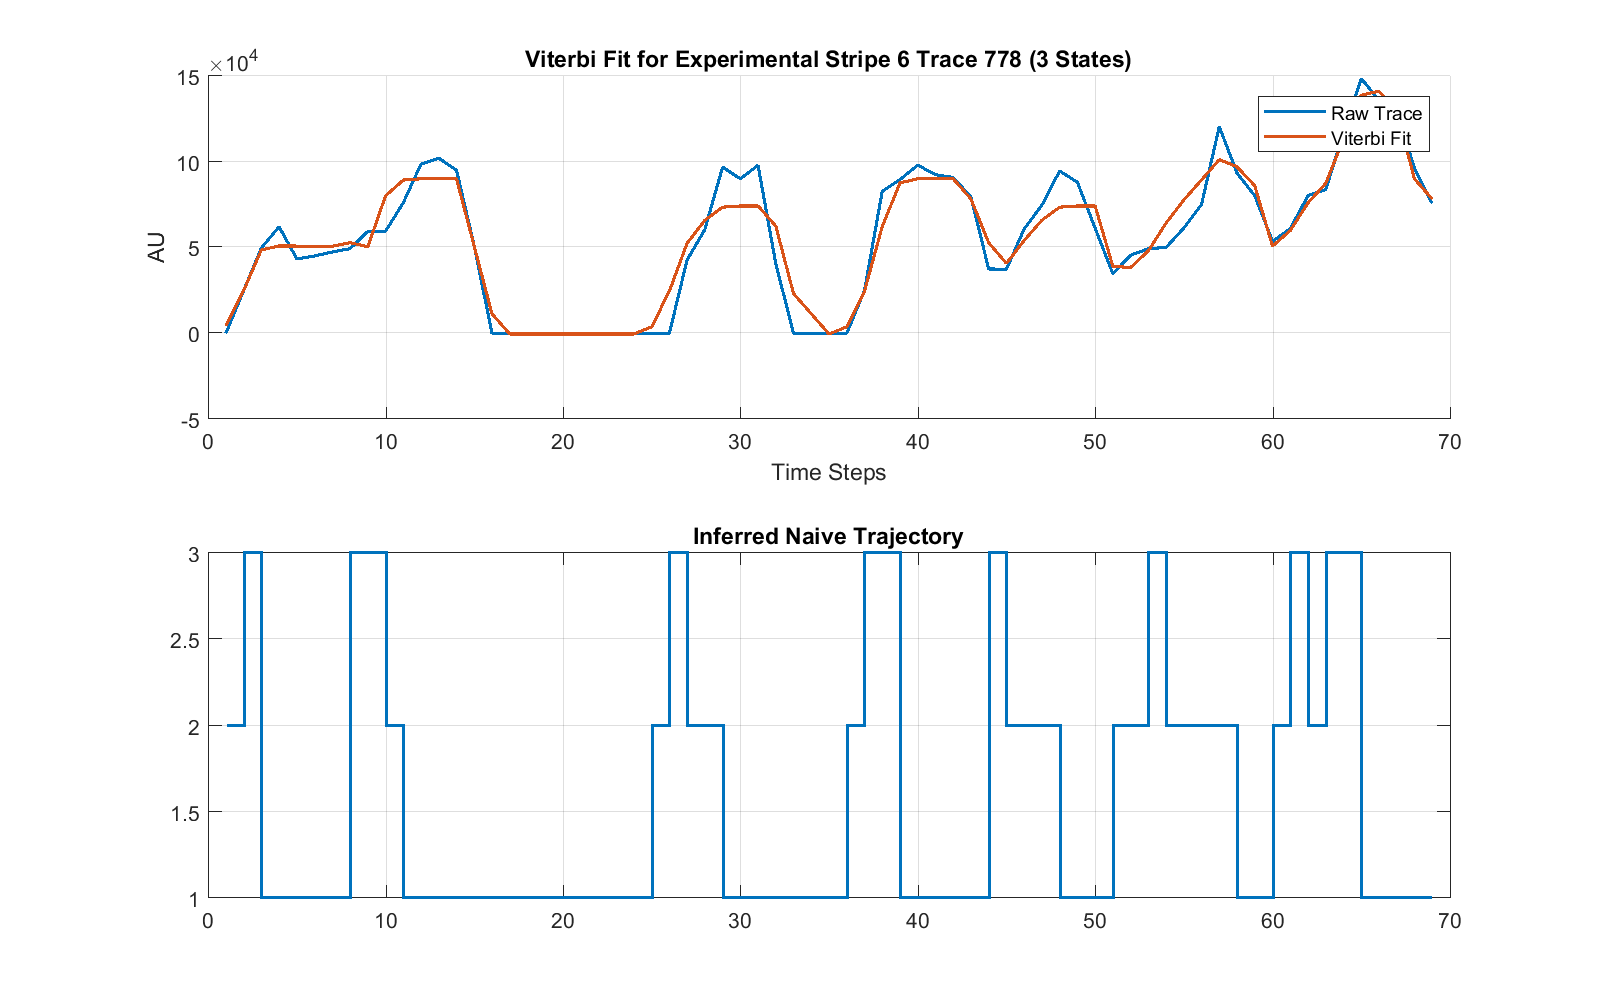 Viterbi Fit for Experimental Stripe 6 Trace 778 (3 States)
×10⁴
15
10
5
0
-5
AU
Raw Trace
Viterbi Fit
0 10 20 30 40 50 60 70
Time Steps
Inferred Naive Trajectory
3
2.5
2
1.5
1
0 10 20 30 40 50 60 70